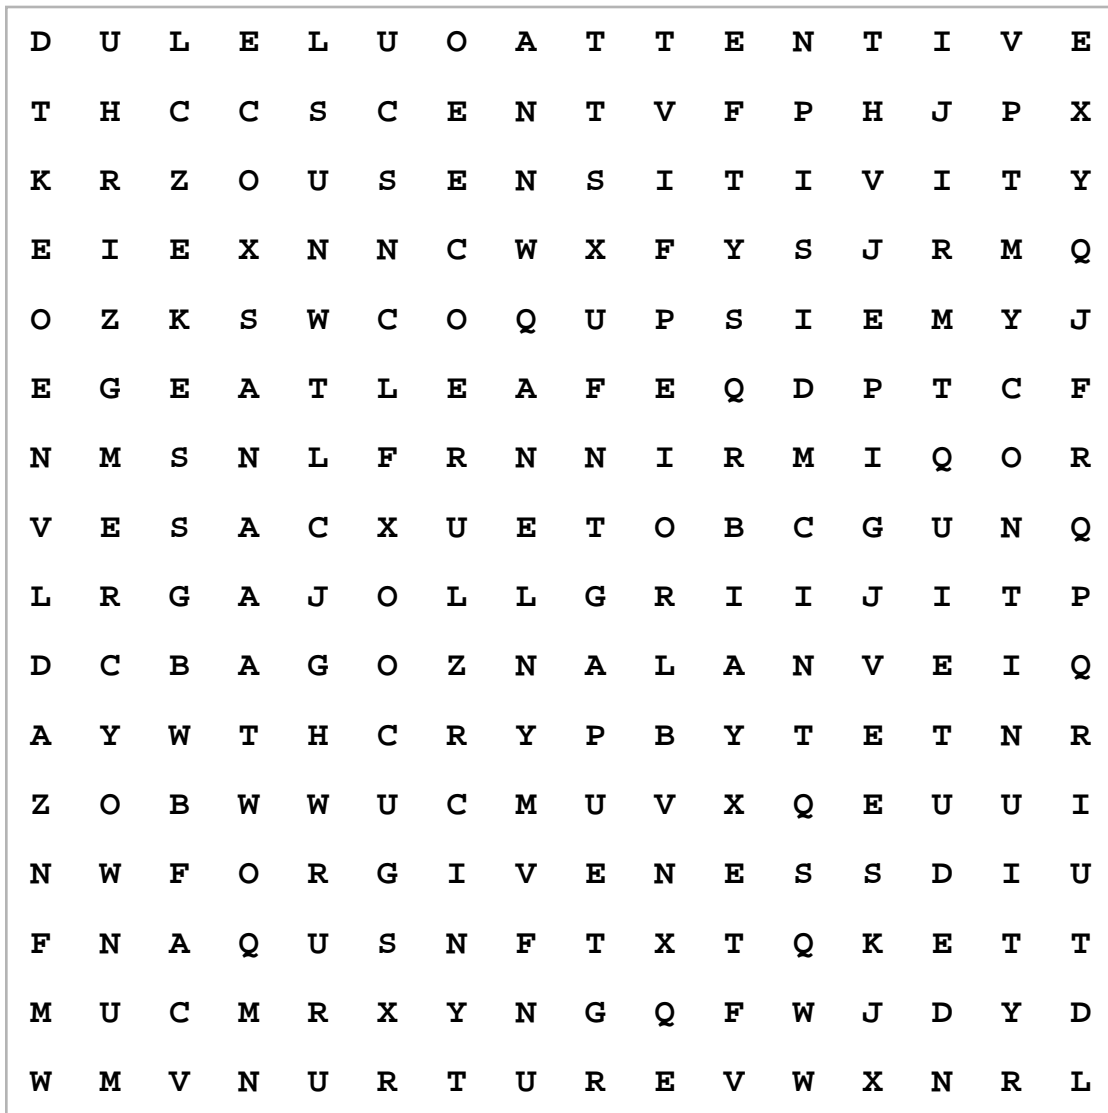 D U L E L U O A T T E N T I V E
T H C C S C E N T V F P H J P X
K R Z O U S E N S I T I V I T Y
E I E X N N C W X F Y S J R M Q
O Z K S W C O Q U P S I E M Y J
E G E A T L E A F E Q D P T C F
N M S N L F R N N I R M I Q O R
V E S A C X U E T O B C G U N Q
L R G A J O L L G R I I J I T P
D C B A G O Z N A L A N V E I Q
A Y W T H C R Y P B Y T E T N R
Z O B W W U C M U V X Q E U U I
N W F O R G I V E N E S S D I U
F N A Q U S N F T X T Q K E T T
M U C M R X Y N G Q F W J D Y D
W M V N U R T U R E V W X N R L